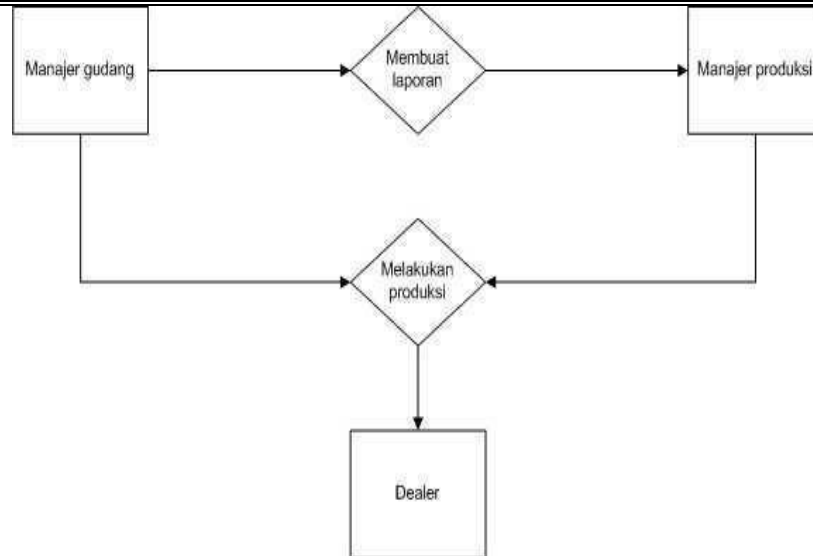 Manajer gudang
Membuat
laporan
Manajer produksi
Melakukan
produksi
Dealer